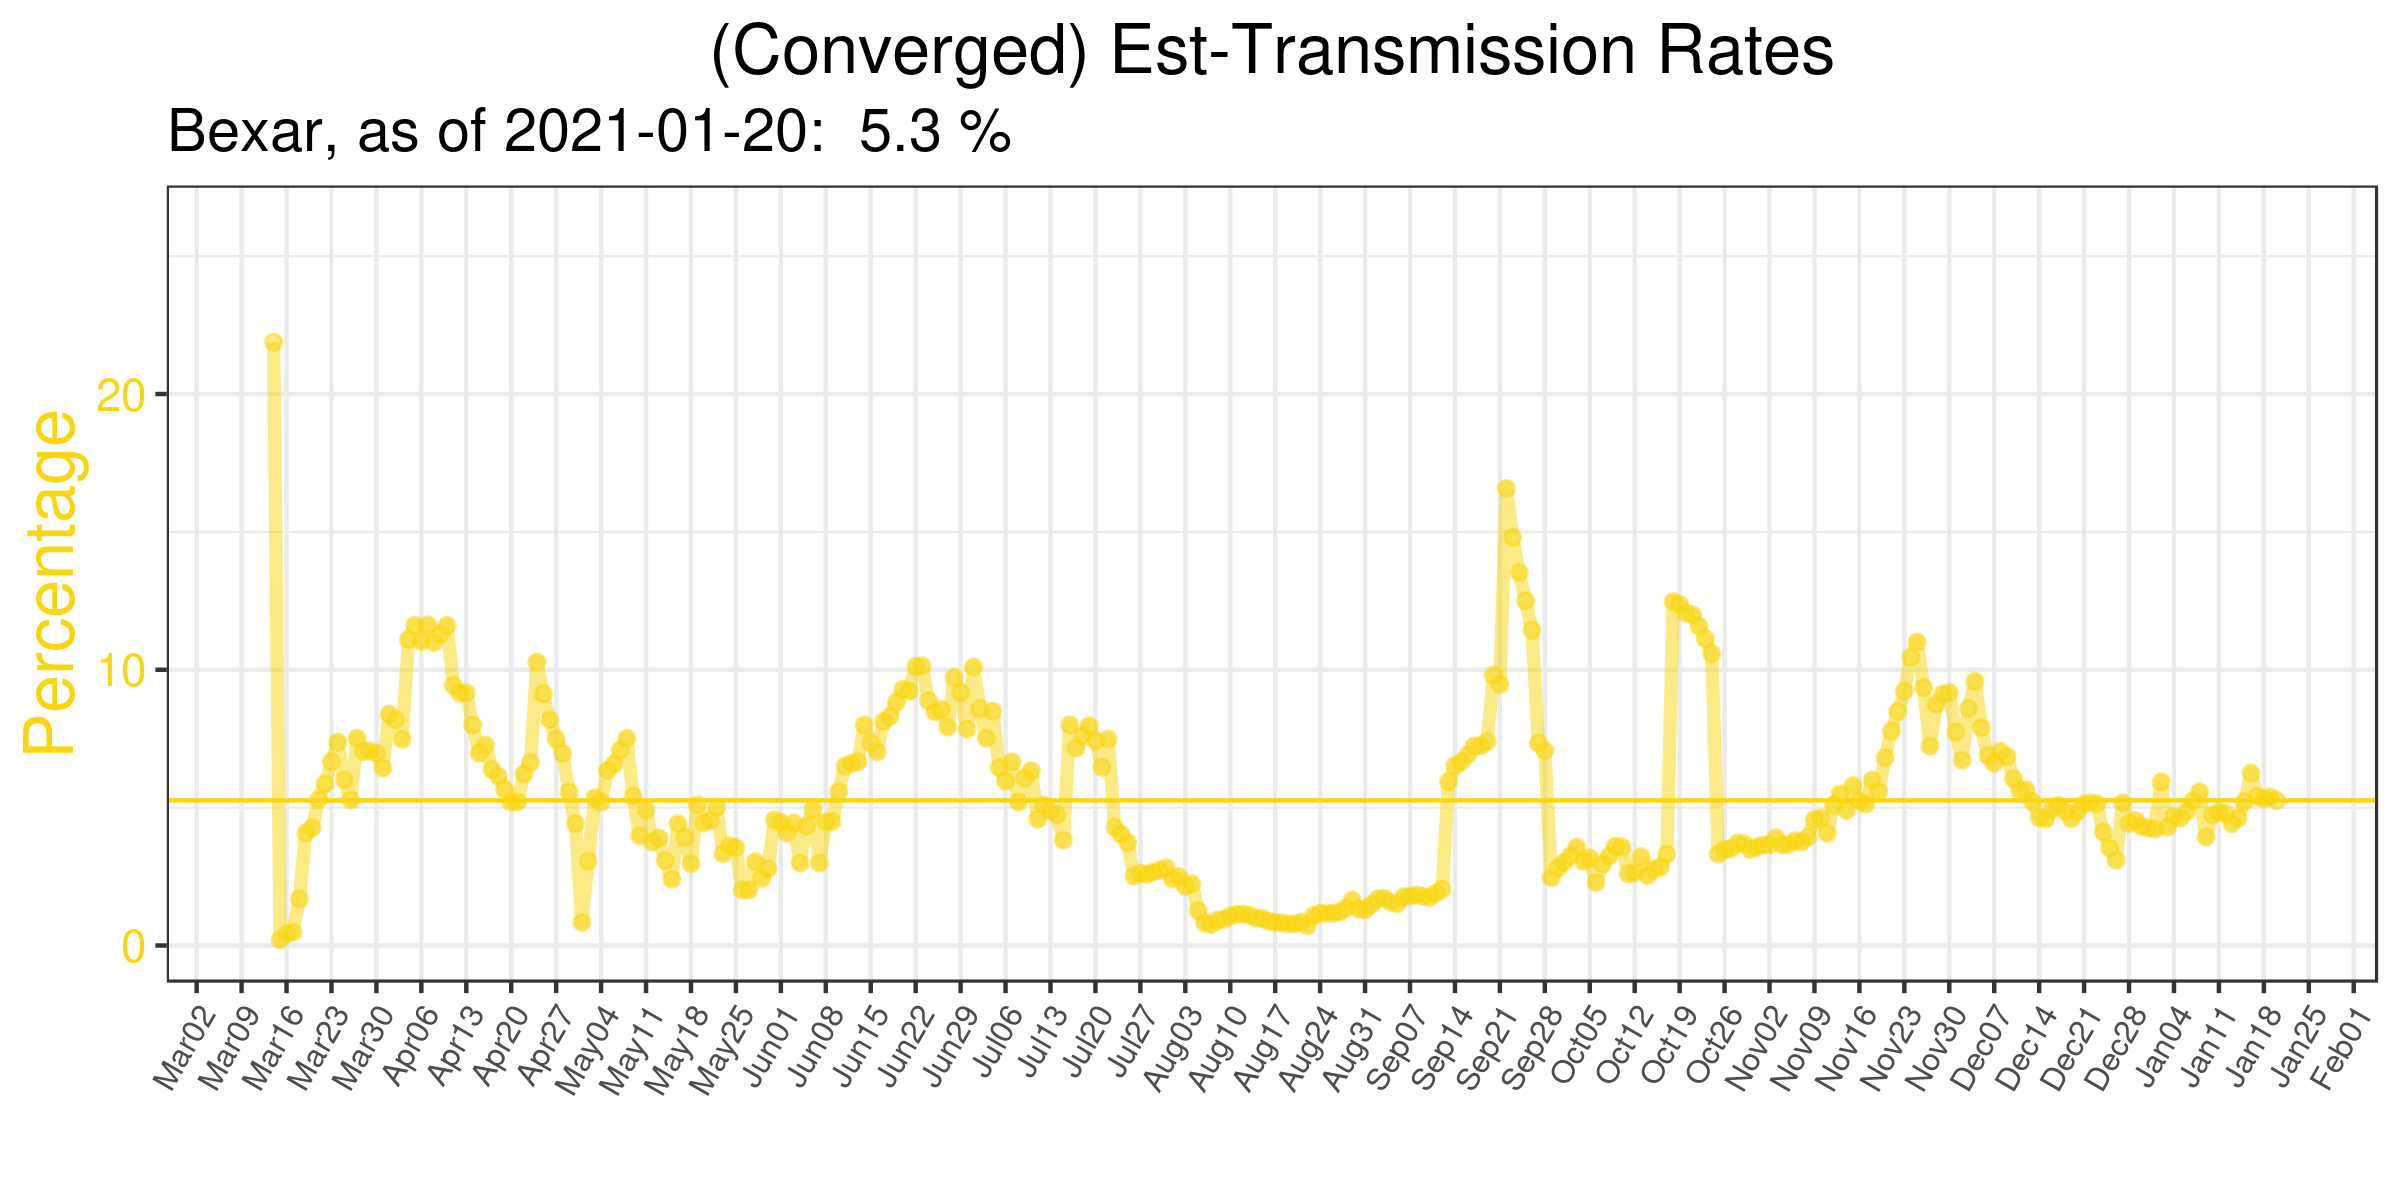 (Converged) Est-Transmission Rates
Bexar, as of 2021-01-20:  5.3 %
Percentage
20
10
0
Mar02
Mar09
Mar16
Mar23
Mar30
Apr06
Apr13
Apr20
Apr27
May04
May11
May18
May25
Jun01
Jun08
Jun15
Jun22
Jun29
Jul06
Jul13
Jul20
Jul27
Aug03
Aug10
Aug17
Aug24
Aug31
Sep07
Sep14
Sep21
Sep28
Oct05
Oct12
Oct19
Oct26
Nov02
Nov09
Nov16
Nov23
Nov30
Dec07
Dec14
Dec21
Dec28
Jan04
Jan11
Jan18
Jan25
Feb01